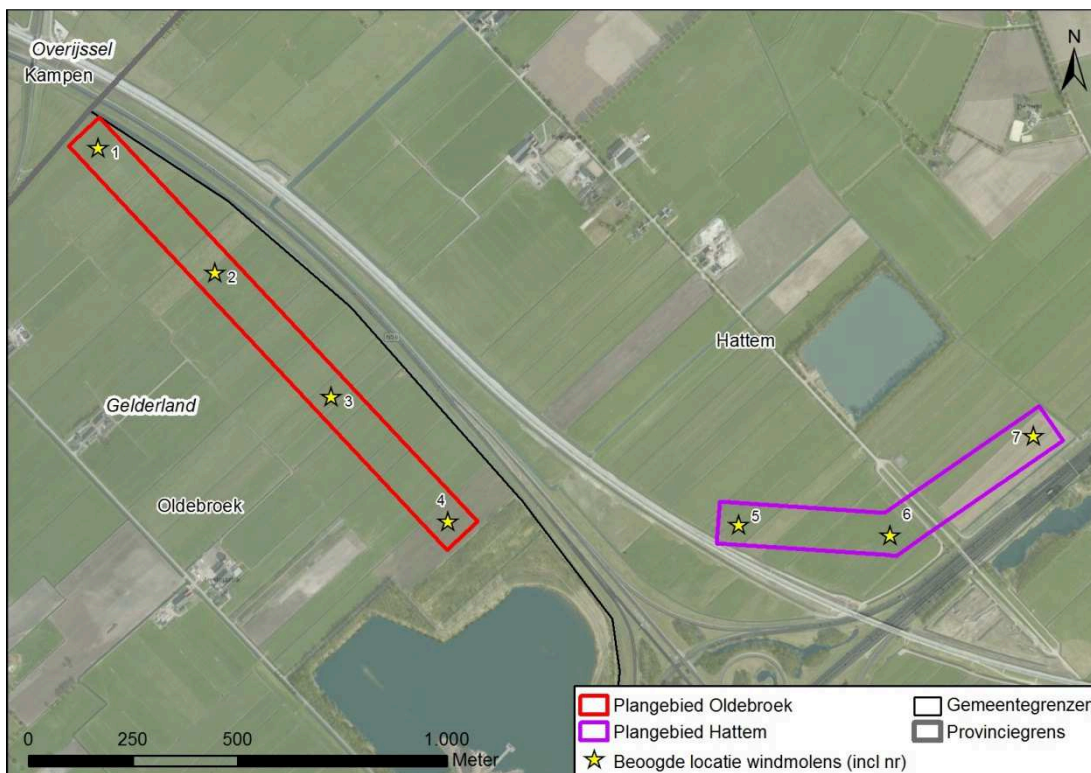 Overijssel
Kampen
N
1
2
3
4
Gelderland
Oldebroek
Hattem
5
6
7
0 250 500 1.000
Meter
Plangebied Oldebroek
Plangebied Hattem
Beoogde locatie windmolens (incl nr)
Gemeentegrenzen
Provinciegrens